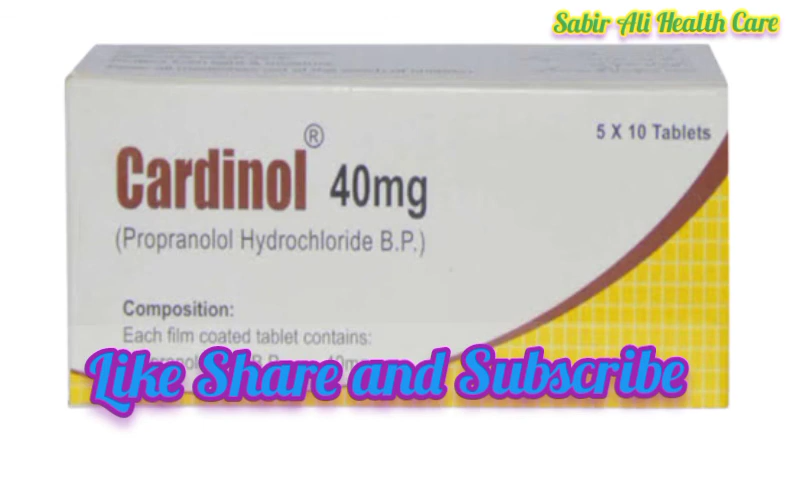 Sabir Ali Health Care
5 X 10 Tablets
Cardinol® 40mg
(Propranolol Hydrochloride B.P.)
Composition:
Each film coated tablet contains:
40mg
Like Share and Subscribe